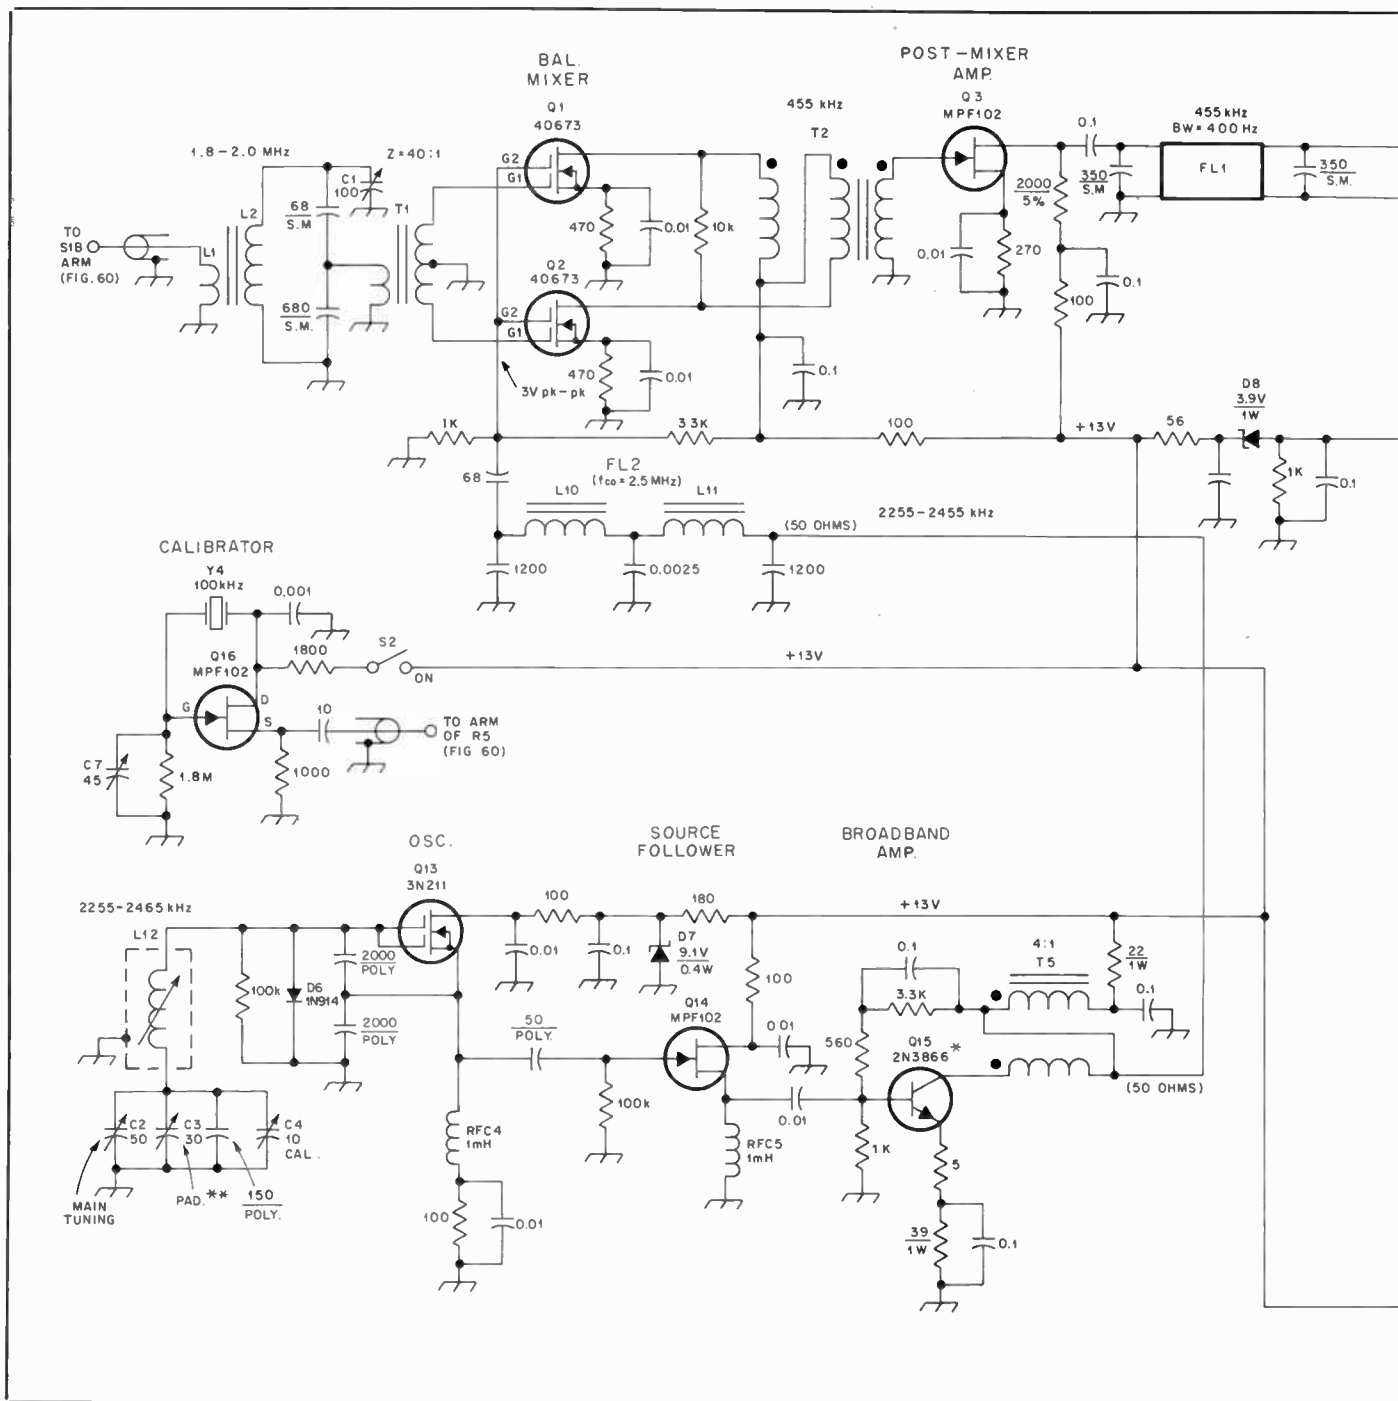 BAL.
MIXER
Q1
40673
POST-MIXER
AMP.
Q3
MPF102
455 kHz
T2
0.1
455 kHz
BW = 400 Hz
FL1
350
S.M.
350
S.M.
1.8-2.0 MHz
Z = 40:1
C1
100
G2
G1
L2
68
S.M
T1
2000
5%
470
0.01
10k
TO
S1B
ARM
(FIG. 60)
L1
0.01
270
0.1
Q2
40673
100
680
S.M.
G2
G1
470
0.01
0.1
3V pk-pk
D8
3.9V
1W
1K
3.3K
100
+13V
56
68
FL2
(fco = 2.5 MHz)
1K
0.1
L10
L11
2255-2455 kHz
(50 OHMS)
1200
0.0025
1200
CALIBRATOR
Y4
100kHz
0.001
Q16
MPF102
1800
S2
ON
+13V
G
D
S
10
TO ARM
OF R5
(FIG 60)
C7
45
1.8M
1000
OSC.
Q13
3N211
SOURCE
FOLLOWER
BROADBAND
AMP.
2255-2465 kHz
100
180
+13V
L12
2000
POLY
0.01
0.1
D7
9.1V
0.4W
0.1
4:1
T5
22
1W
100k
D6
1N914
100
3.3K
0.1
2000
POLY
50
POLY.
Q14
MPF102
0.01
560
Q15
2N3866 *
(50 OHMS)
100k
0.01
C2
50
C3
30
C4
10
CAL.
RFC4
1mH
RFC5
1mH
1K
5
MAIN
TUNING
PAD. **
150
POLY.
100
0.01
39
1W
0.1